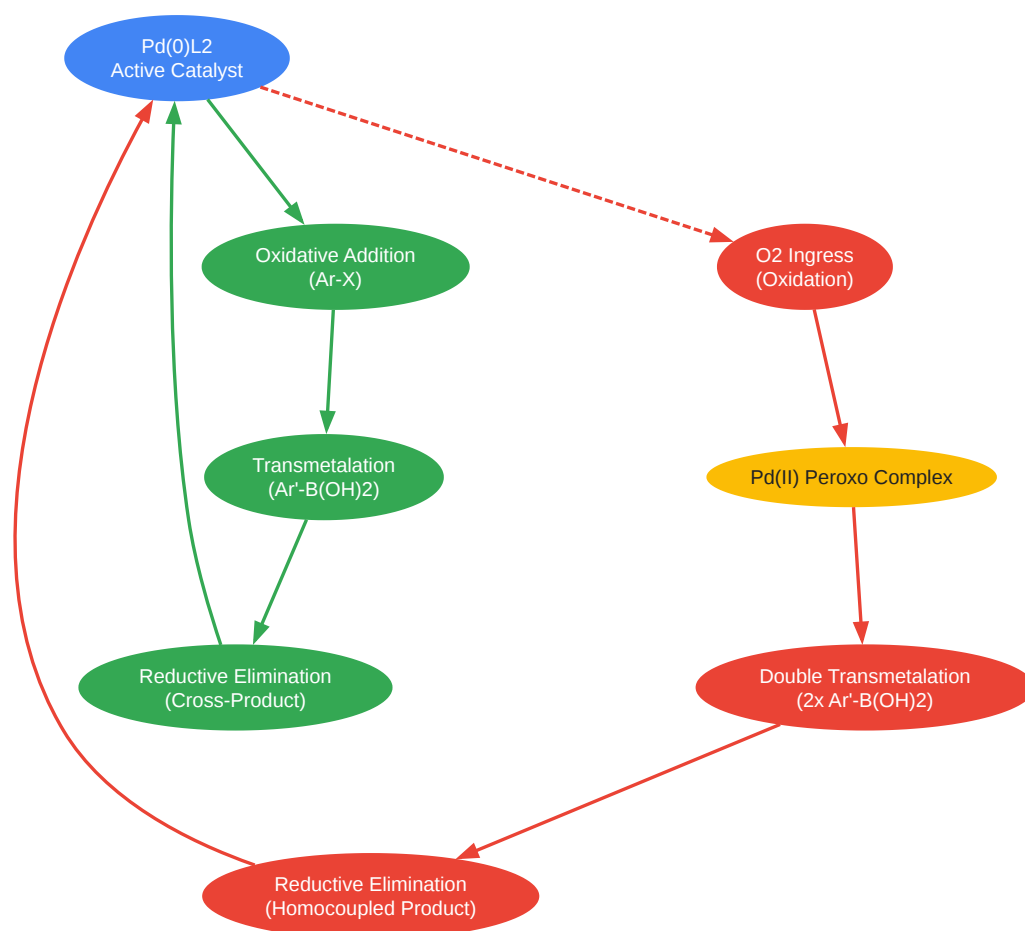 Pd(0)L2
Active Catalyst
Oxidative Addition
(Ar-X)
O2 Ingress
(Oxidation)
Transmetalation
(Ar'-B(OH)2)
Pd(II) Peroxo Complex
Reductive Elimination
(Cross-Product)
Double Transmetalation
(2x Ar'-B(OH)2)
Reductive Elimination
(Homocoupled Product)